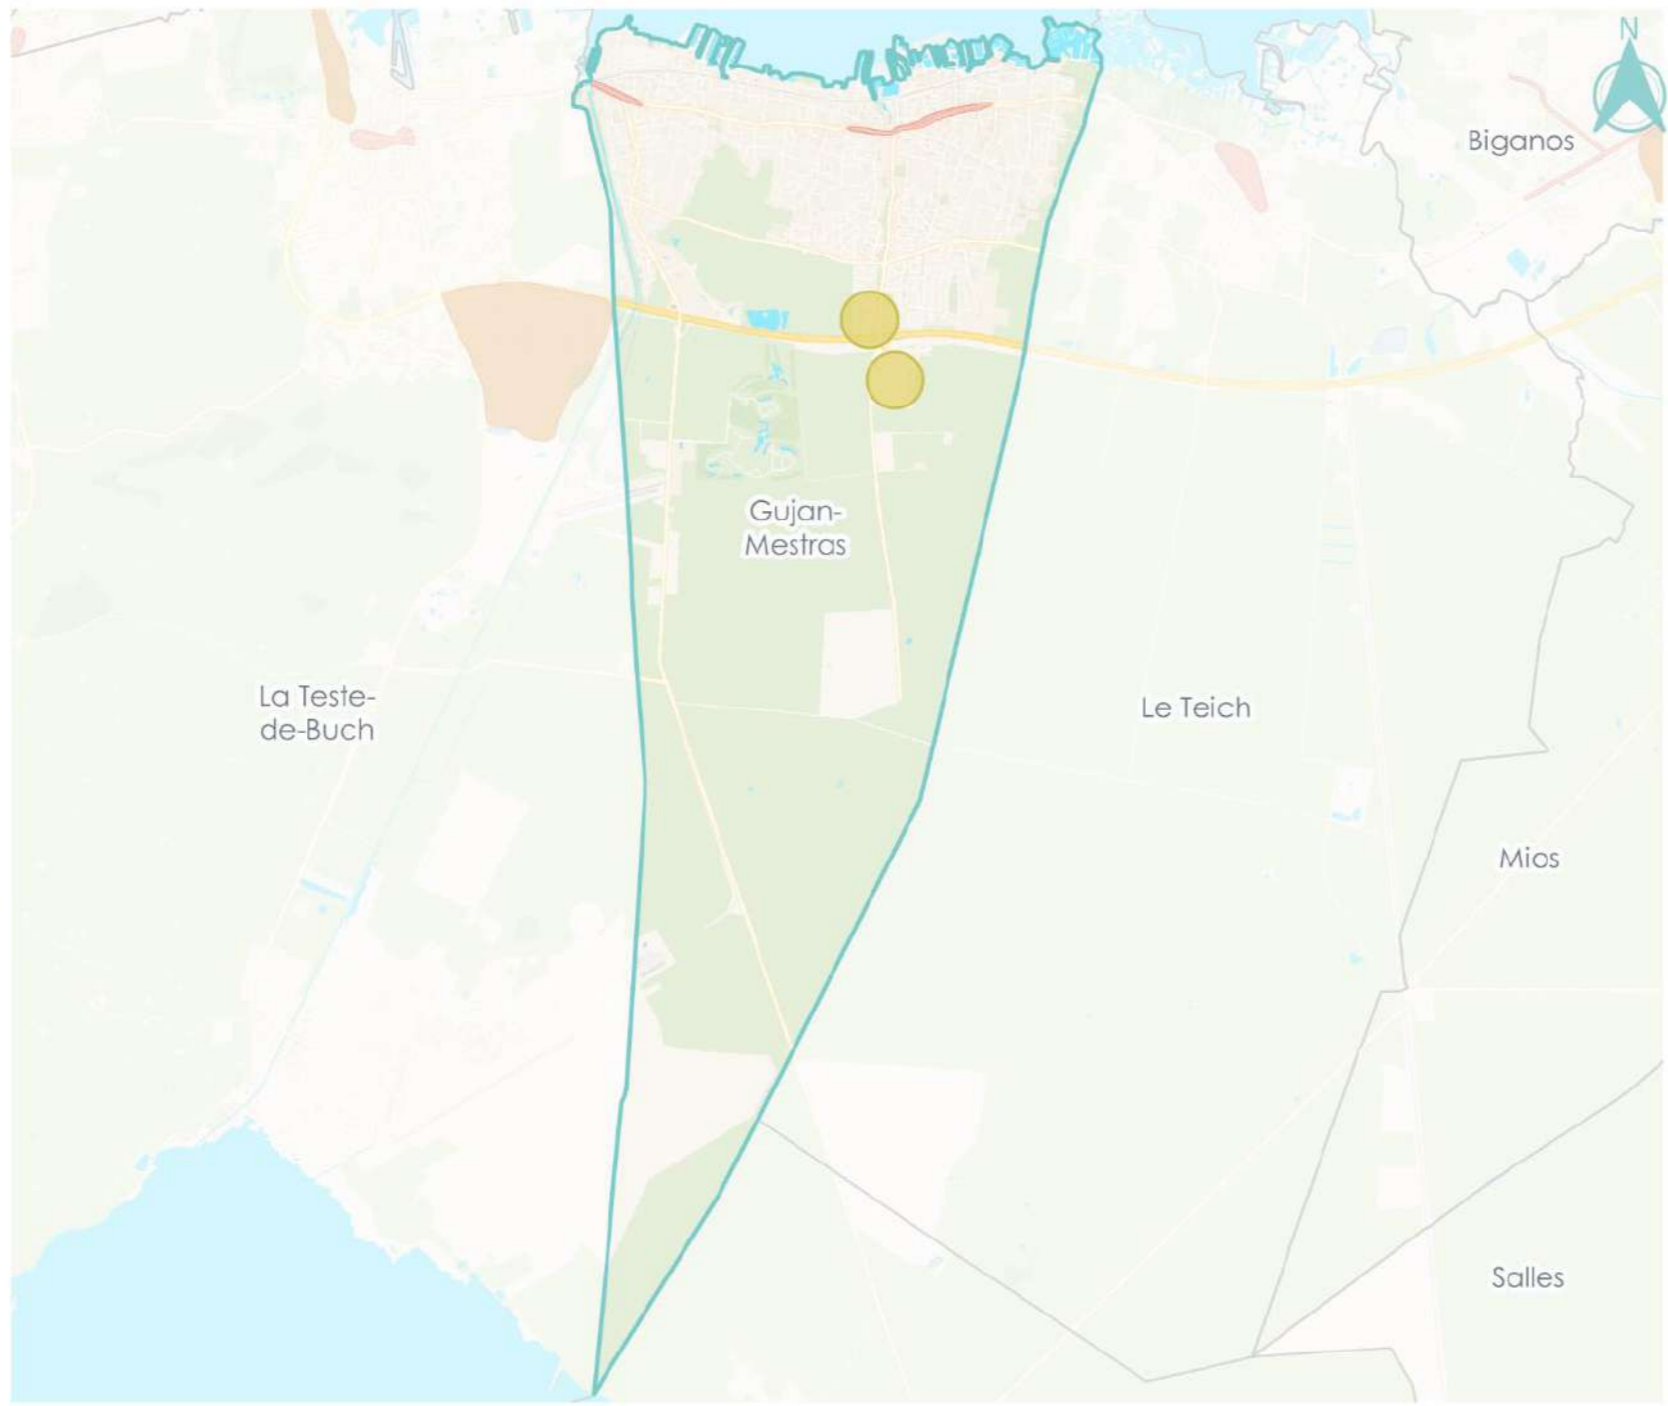 N
Biganos
Gujan-
Mestras
La Teste-
de-Buch
Le Teich
Mios
Salles